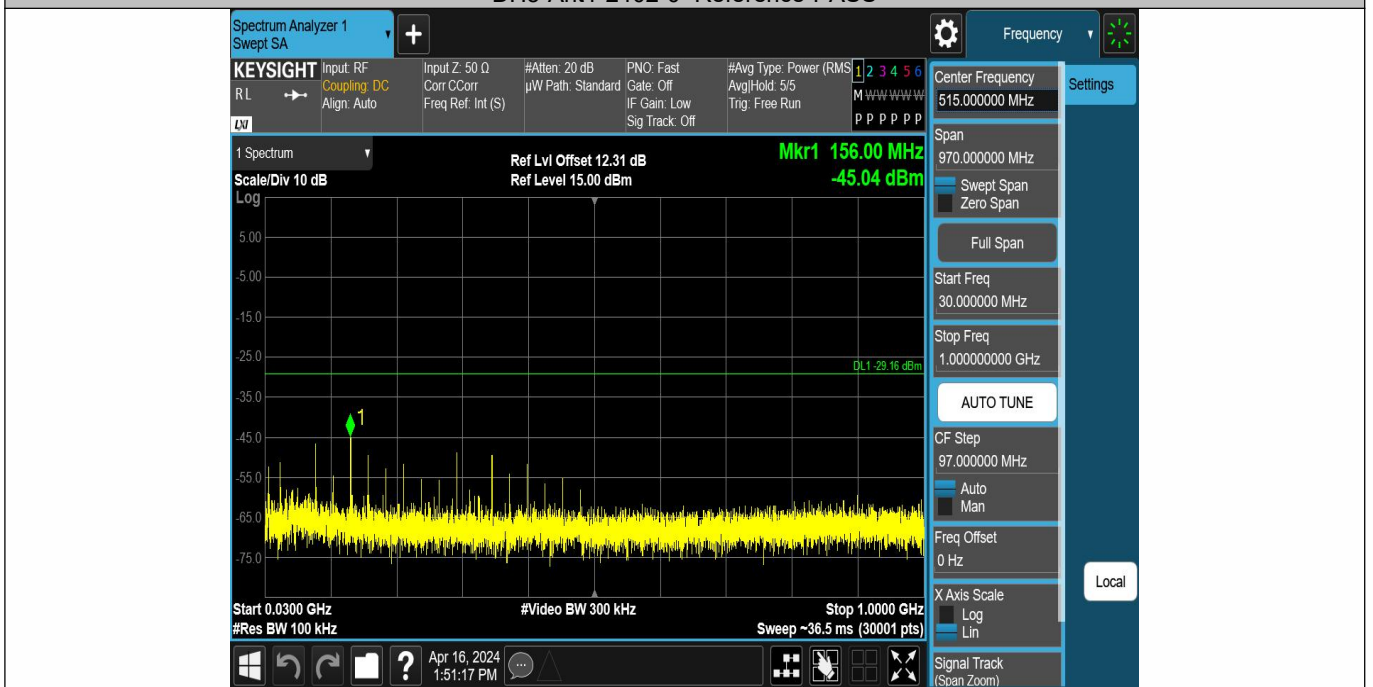 Spectrum Analyzer 1
Swept SA
Frequency
KEYSIGHT
RL
LXI
Input: RF
Coupling: DC
Align: Auto
Input Z: 50 Ω
Corr CCorr
Freq Ref: Int (S)
#Atten: 20 dB
µW Path: Standard
PNO: Fast
Gate: Off
IF Gain: Low
Sig Track: Off
#Avg Type: Power (RMS
Avg|Hold: 5/5
Trig: Free Run
1 2 3 4 5 6
M W W W W W
P P P P P P
1 Spectrum
Scale/Div 10 dB
Log
Ref Lvl Offset 12.31 dB
Ref Level 15.00 dBm
Mkr1 156.00 MHz
-45.04 dBm
5.00
-5.00
-15.0
-25.0
DL1 -29.16 dBm
-35.0
1
-45.0
-55.0
-65.0
-75.0
Start 0.0300 GHz
#Video BW 300 kHz
Stop 1.0000 GHz
#Res BW 100 kHz
Sweep ~36.5 ms (30001 pts)
Apr 16, 2024
1:51:17 PM
Center Frequency
515.000000 MHz
Settings
Span
970.000000 MHz
Swept Span
Zero Span
Full Span
Start Freq
30.000000 MHz
Stop Freq
1.000000000 GHz
AUTO TUNE
CF Step
97.000000 MHz
Auto
Man
Freq Offset
0 Hz
Local
X Axis Scale
Log
Lin
Signal Track
(Span Zoom)